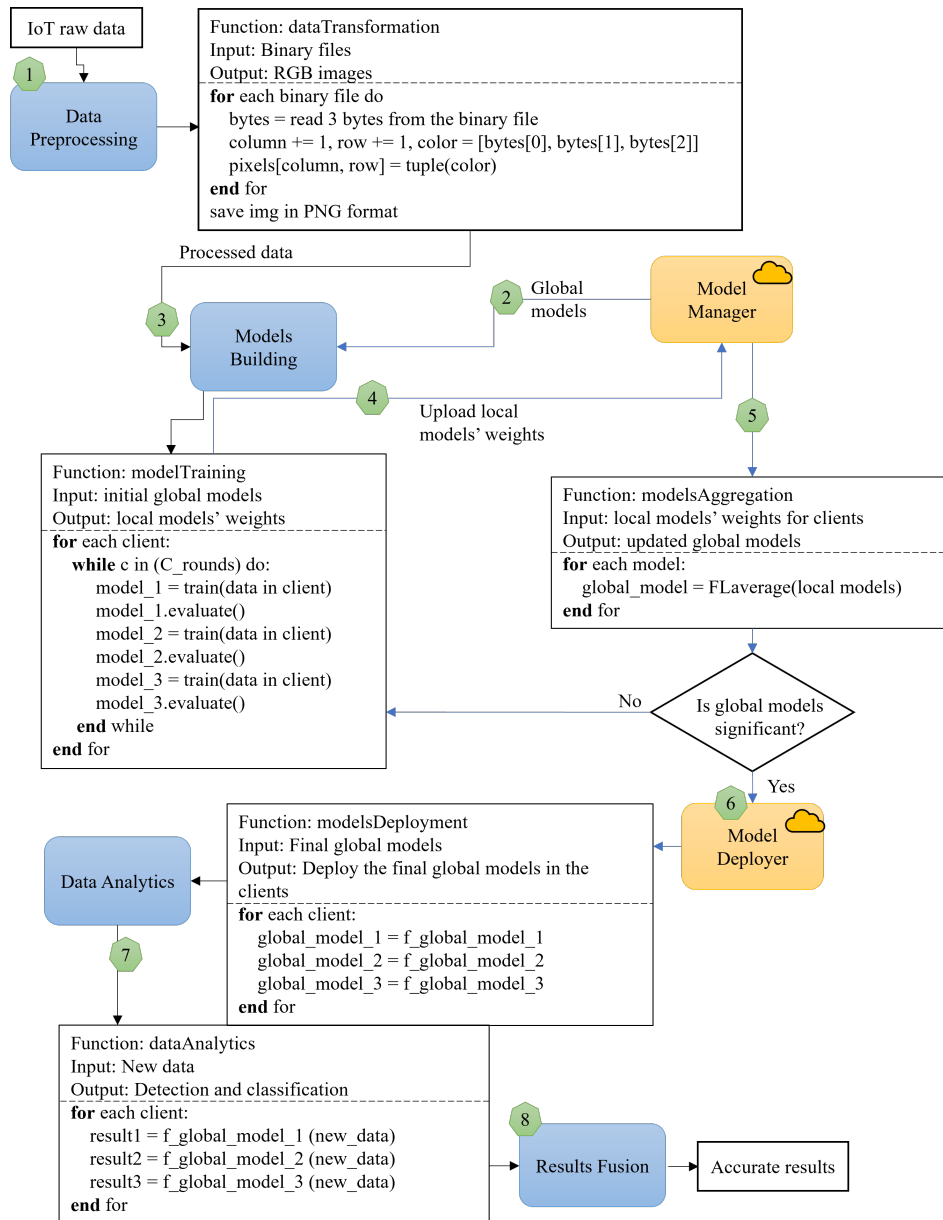 IoT raw data
1
Data
Preprocessing
Function: dataTransformation
Input: Binary files
Output: RGB images
for each binary file do
bytes = read 3 bytes from the binary file
column += 1, row += 1, color = [bytes[0], bytes[1], bytes[2]]
pixels[column, row] = tuple(color)
end for
save img in PNG format
Processed data
2
Global
models
Model
Manager
3
Models
Building
4
Upload local
models’ weights
5
Function: modelTraining
Input: initial global models
Output: local models’ weights
for each client:
while c in (C_rounds) do:
model_1 = train(data in client)
model_1.evaluate()
model_2 = train(data in client)
model_2.evaluate()
model_3 = train(data in client)
model_3.evaluate()
end while
end for
Function: modelsAggregation
Input: local models’ weights for clients
Output: updated global models
for each model:
global_model = FLaverage(local models)
end for
No
Is global models
significant?
Yes
6
Model
Deployer
Function: modelsDeployment
Input: Final global models
Output: Deploy the final global models in the
clients
for each client:
global_model_1 = f_global_model_1
global_model_2 = f_global_model_2
global_model_3 = f_global_model_3
end for
Data Analytics
7
Function: dataAnalytics
Input: New data
Output: Detection and classification
for each client:
result1 = f_global_model_1 (new_data)
result2 = f_global_model_2 (new_data)
result3 = f_global_model_3 (new_data)
end for
8
Results Fusion
Accurate results